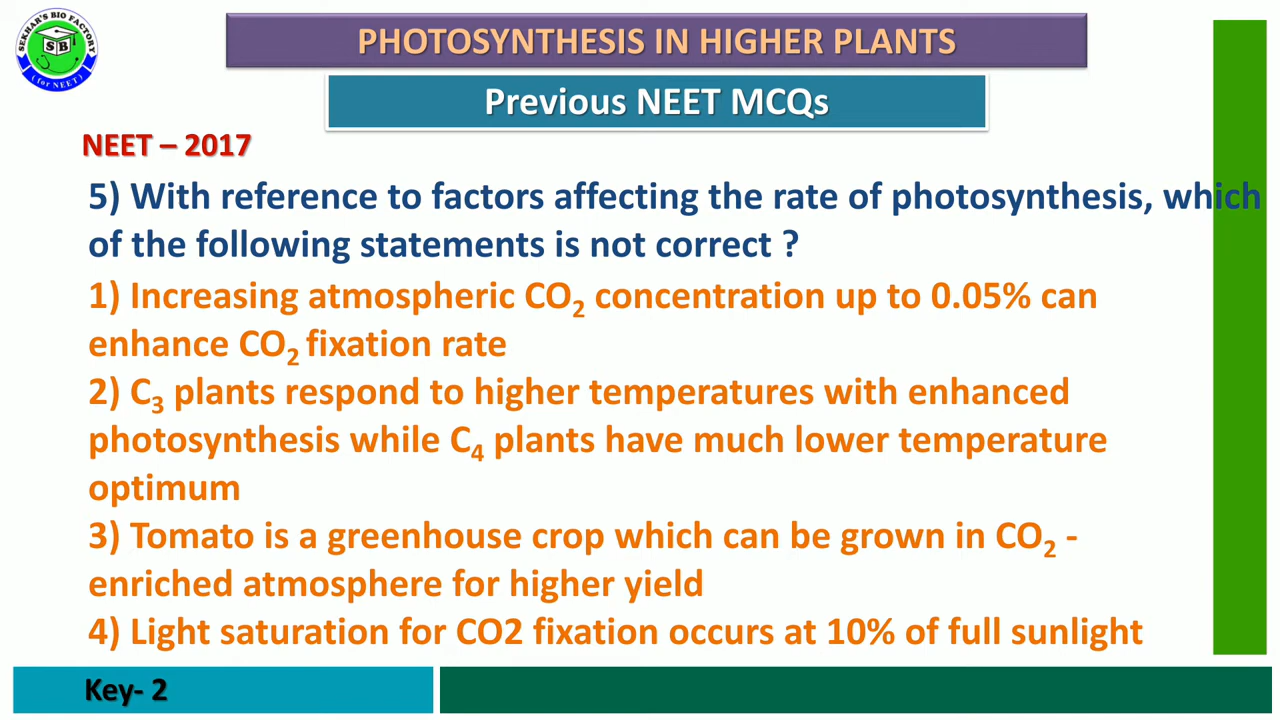 SEKHAR'S BIO FACTORY
SB
(for NEET)
PHOTOSYNTHESIS IN HIGHER PLANTS
Previous NEET MCQs
NEET – 2017
5) With reference to factors affecting the rate of photosynthesis, which
of the following statements is not correct ?
1) Increasing atmospheric CO₂ concentration up to 0.05% can
enhance CO₂ fixation rate
2) C₃ plants respond to higher temperatures with enhanced
photosynthesis while C₄ plants have much lower temperature
optimum
3) Tomato is a greenhouse crop which can be grown in CO₂ -
enriched atmosphere for higher yield
4) Light saturation for CO2 fixation occurs at 10% of full sunlight
Key- 2